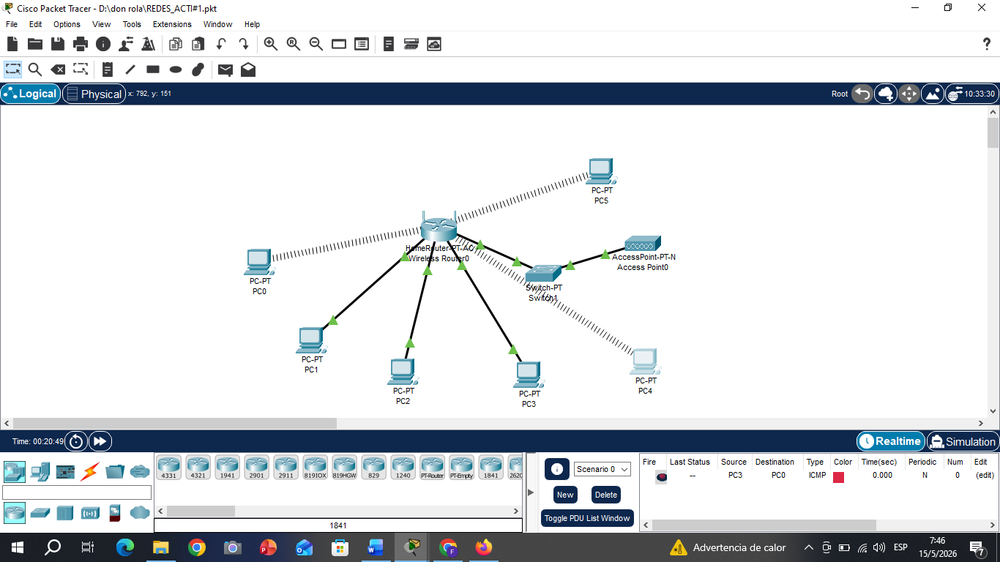 Cisco Packet Tracer - D:\don rola\REDES_ACTI#1.pkt
File Edit Options View Tools Extensions Window Help
Logical Physical x: 792, y: 151 Root 10:33:30
PC-PT
PC5
HomeRouter-PT-AC
Wireless Router0
AccessPoint-PT-N
Access Point0
PC-PT
PC0
Switch-PT
Switch1
PC-PT
PC1
PC-PT
PC2
PC-PT
PC3
PC-PT
PC4
Time: 00:20:49 Realtime Simulation
4331 4321 1941 2901 2911 819IOX 819HGW 829 1240 PT-Router PT-Empty 1841 2620
1841
Scenario 0
New Delete
Toggle PDU List Window
Fire Last Status Source Destination Type Color Time(sec) Periodic Num Edit
-- PC3 PC0 ICMP 0.000 N 0 (edit)
Advertencia de calor ESP 7:46
15/5/2026
7